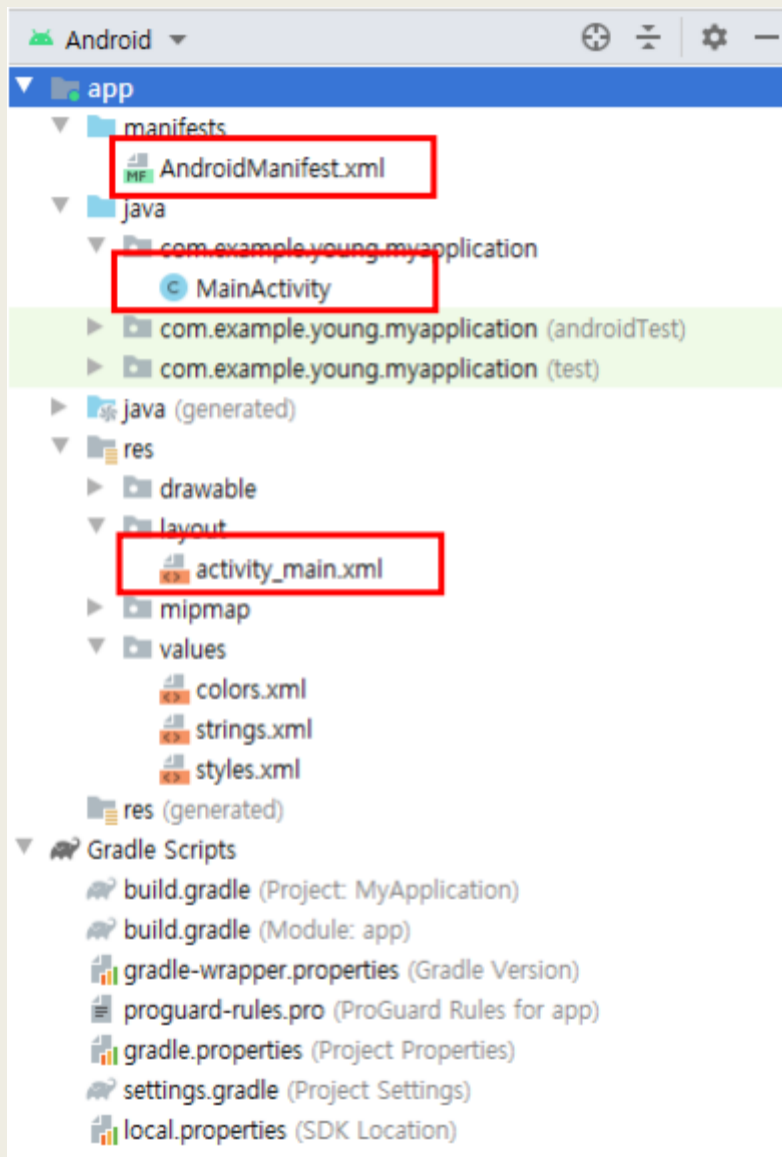 Android
app
manifests
MF AndroidManifest.xml
java
com.example.young.myapplication
C MainActivity
com.example.young.myapplication (androidTest)
com.example.young.myapplication (test)
java (generated)
res
drawable
layout
activity_main.xml
mipmap
values
colors.xml
strings.xml
styles.xml
res (generated)
Gradle Scripts
build.gradle (Project: MyApplication)
build.gradle (Module: app)
gradle-wrapper.properties (Gradle Version)
proguard-rules.pro (ProGuard Rules for app)
gradle.properties (Project Properties)
settings.gradle (Project Settings)
local.properties (SDK Location)